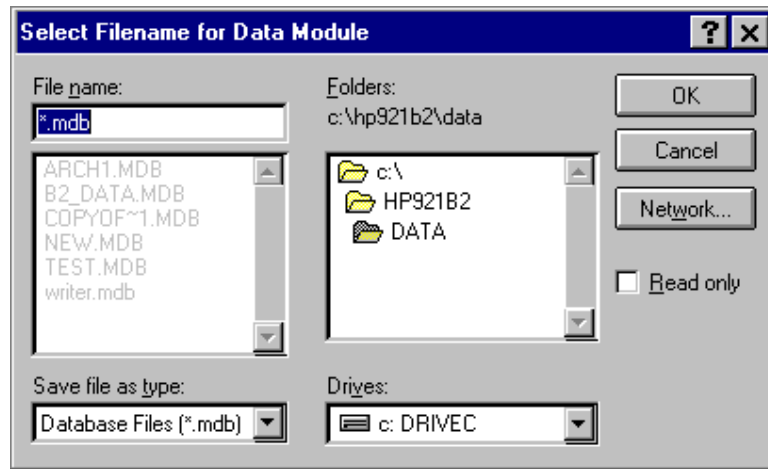 Select Filename for Data Module
File name:
*.mdb
ARCH1.MDB
B2_DATA.MDB
COPYOF~1.MDB
NEW.MDB
TEST.MDB
writer.mdb
Save file as type:
Database Files (*.mdb)
Folders:
c:\hp921b2\data
c:\
HP921B2
DATA
Drives:
c: DRIVEC
OK
Cancel
Network...
Read only